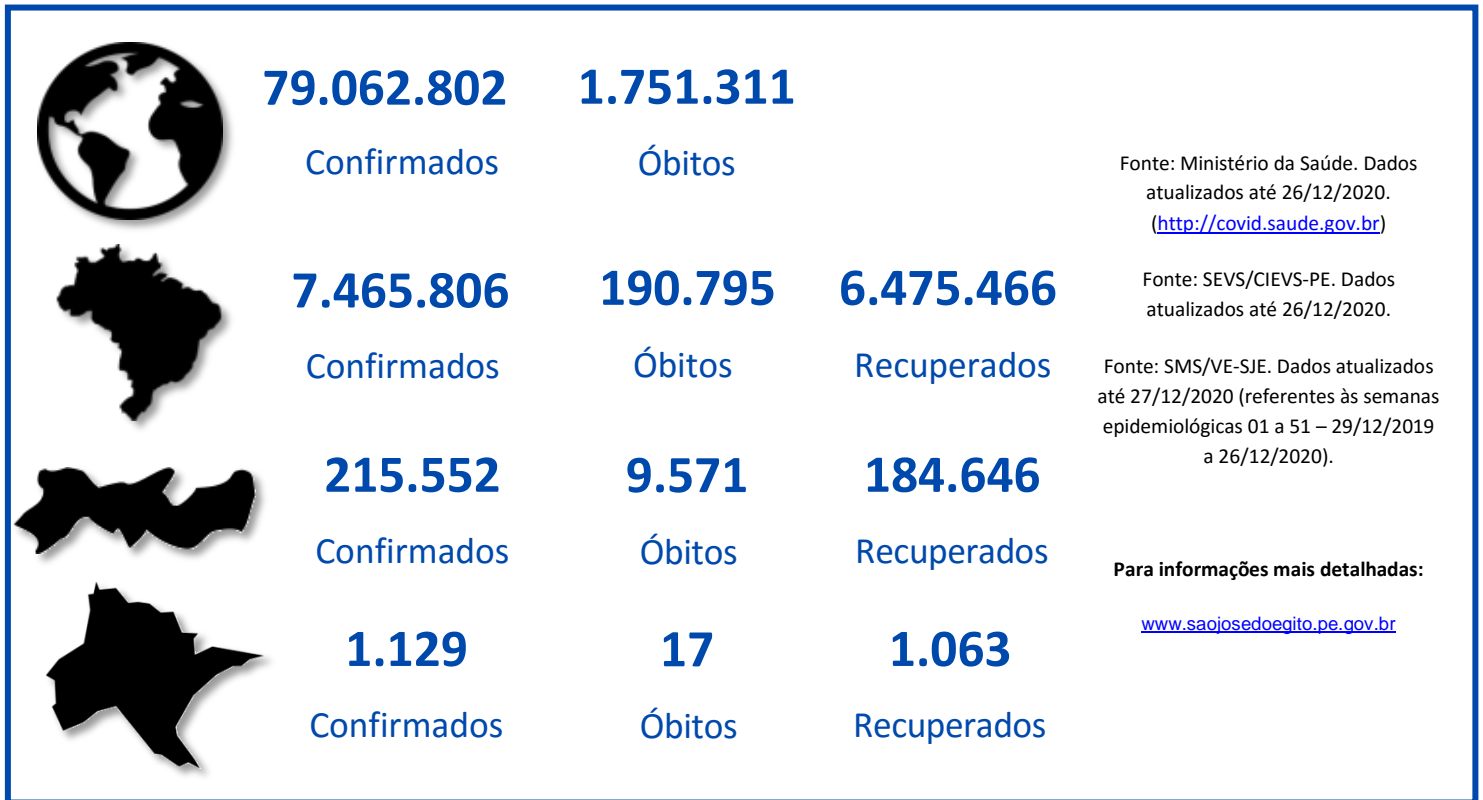 79.062.802 1.751.311
Confirmados Óbitos
7.465.806 190.795 6.475.466
Confirmados Óbitos Recuperados
215.552 9.571 184.646
Confirmados Óbitos Recuperados
1.129 17 1.063
Confirmados Óbitos Recuperados
Fonte: Ministério da Saúde. Dados
atualizados até 26/12/2020.
(http://covid.saude.gov.br)
Fonte: SEVS/CIEVS-PE. Dados
atualizados até 26/12/2020.
Fonte: SMS/VE-SJE. Dados atualizados
até 27/12/2020 (referentes às semanas
epidemiológicas 01 a 51 – 29/12/2019
a 26/12/2020).
Para informações mais detalhadas:
www.saojosedoegito.pe.gov.br